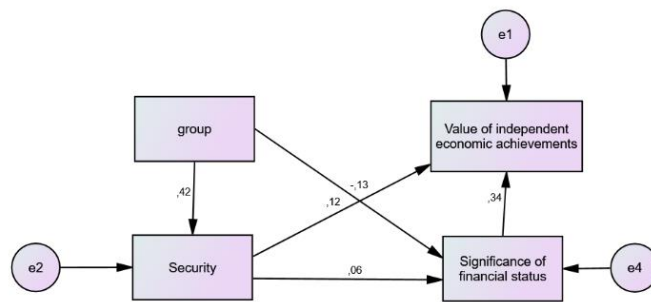 e1
group
Value of independent
economic achievements
,42
-,13
,12
,34
e2
Security
,06
Significance of
financial status
e4